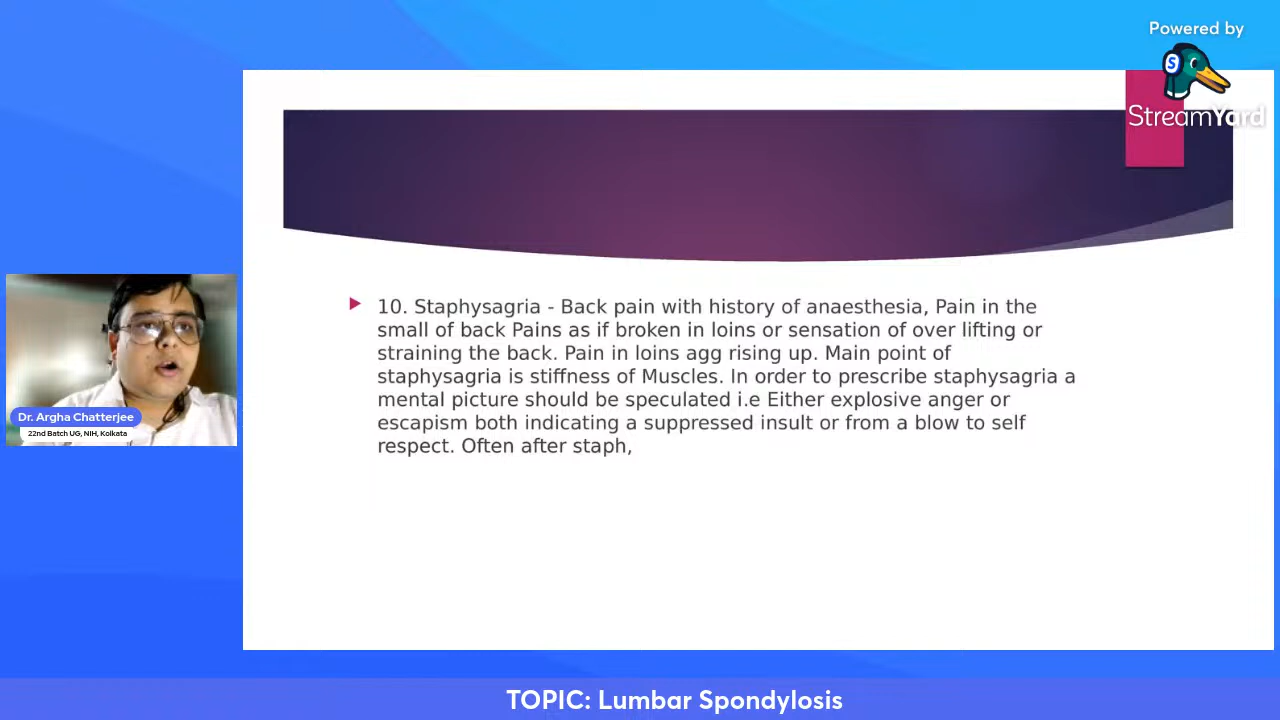 Powered by
StreamYard
10. Staphysagria - Back pain with history of anaesthesia, Pain in the
small of back Pains as if broken in loins or sensation of over lifting or
straining the back. Pain in loins agg rising up. Main point of
staphysagria is stiffness of Muscles. In order to prescribe staphysagria a
mental picture should be speculated i.e Either explosive anger or
escapism both indicating a suppressed insult or from a blow to self
respect. Often after staph,
Dr. Argha Chatterjee
22nd Batch UG, NIH, Kolkata
TOPIC: Lumbar Spondylosis